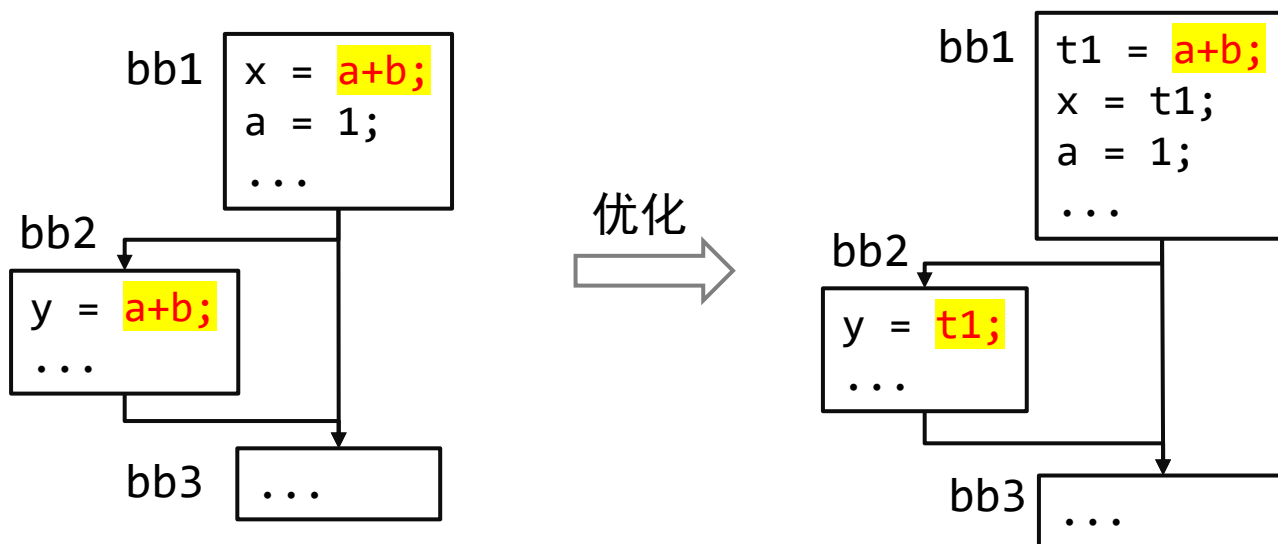 bb1
x = a+b;
a = 1;
...
bb2
y = a+b;
...
bb3
...
优化
bb1
t1 = a+b;
x = t1;
a = 1;
...
bb2
y = t1;
...
bb3
...